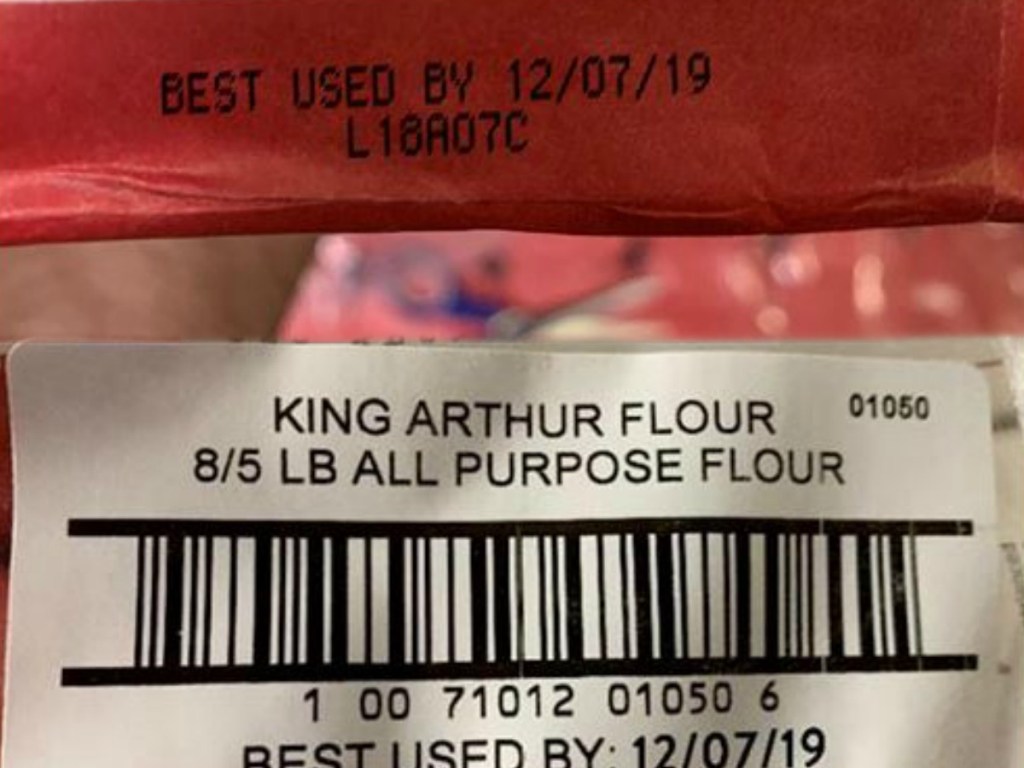 BEST USED BY 12/07/19
L18A07C
KING ARTHUR FLOUR 01050
8/5 LB ALL PURPOSE FLOUR
1 00 71012 01050 6
BEST USED BY: 12/07/19